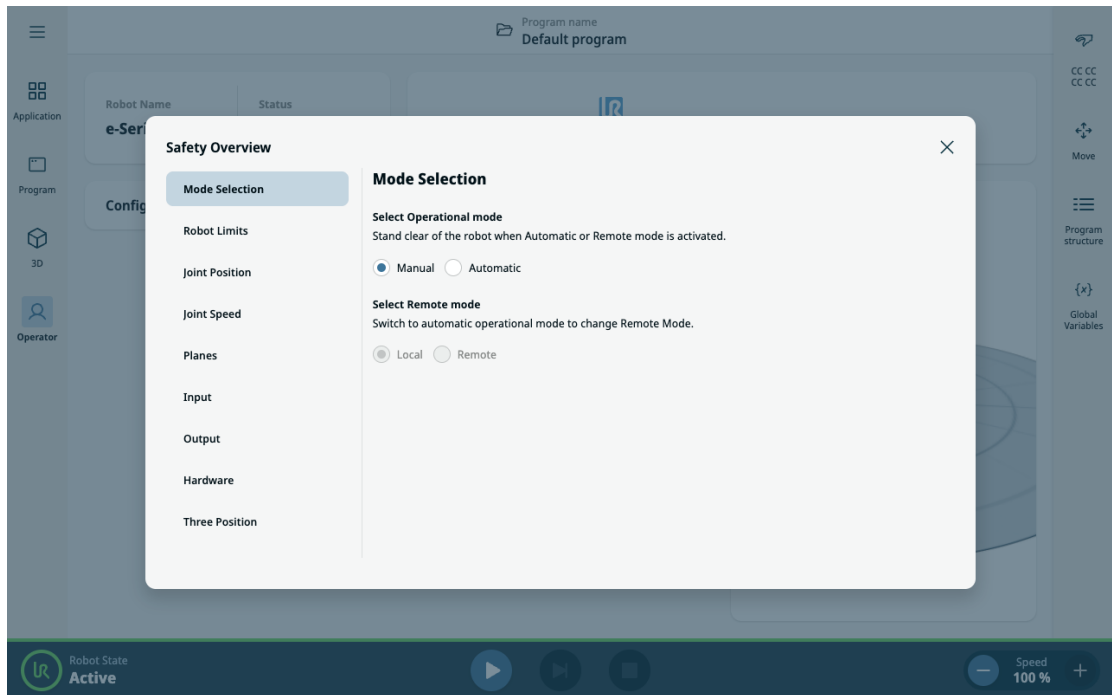 Program name
Default program
Application
Program
3D
Operator
Robot Name
Status
e-Seri
Config
Safety Overview
Mode Selection
Robot Limits
Joint Position
Joint Speed
Planes
Input
Output
Hardware
Three Position
Mode Selection
Select Operational mode
Stand clear of the robot when Automatic or Remote mode is activated.
Manual Automatic
Select Remote mode
Switch to automatic operational mode to change Remote Mode.
Local Remote
CC CC
CC CC
Move
Program
structure
{x}
Global
Variables
Robot State
Active
Speed
100 %